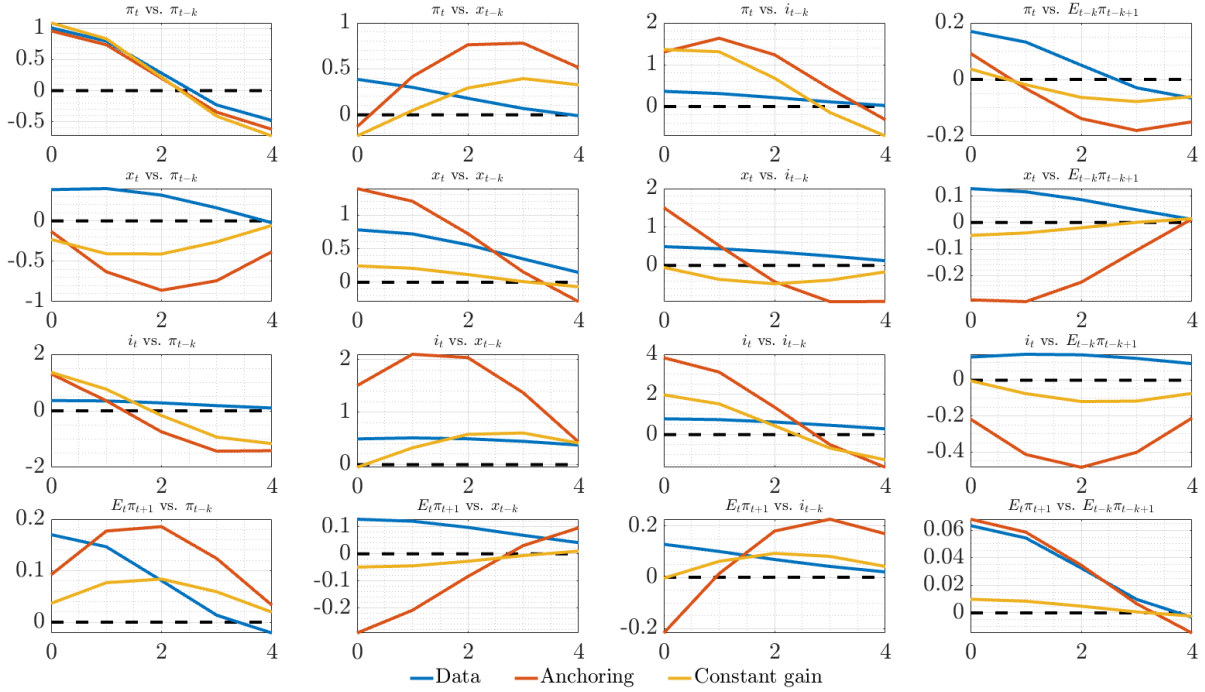 π_t vs. π_{t−k}
1
0.5
0
-0.5
0 2 4
π_t vs. x_{t−k}
1
0.5
0
0 2 4
π_t vs. i_{t−k}
2
1
0
0 2 4
π_t vs. E_{t−k}π_{t−k+1}
0.2
0
-0.2
0 2 4
x_t vs. π_{t−k}
0
-0.5
-1
0 2 4
x_t vs. x_{t−k}
1
0.5
0
0 2 4
x_t vs. i_{t−k}
2
1
0
0 2 4
x_t vs. E_{t−k}π_{t−k+1}
0.1
0
-0.1
-0.2
0 2 4
i_t vs. π_{t−k}
2
0
-2
0 2 4
i_t vs. x_{t−k}
2
1
0
0 2 4
i_t vs. i_{t−k}
4
2
0
0 2 4
i_t vs. E_{t−k}π_{t−k+1}
0
-0.2
-0.4
0 2 4
E_tπ_{t+1} vs. π_{t−k}
0.2
0.1
0
0 2 4
E_tπ_{t+1} vs. x_{t−k}
0.1
0
-0.1
-0.2
0 2 4
E_tπ_{t+1} vs. i_{t−k}
0.2
0
-0.2
0 2 4
E_tπ_{t+1} vs. E_{t−k}π_{t−k+1}
0.06
0.04
0.02
0
0 2 4
Data Anchoring Constant gain